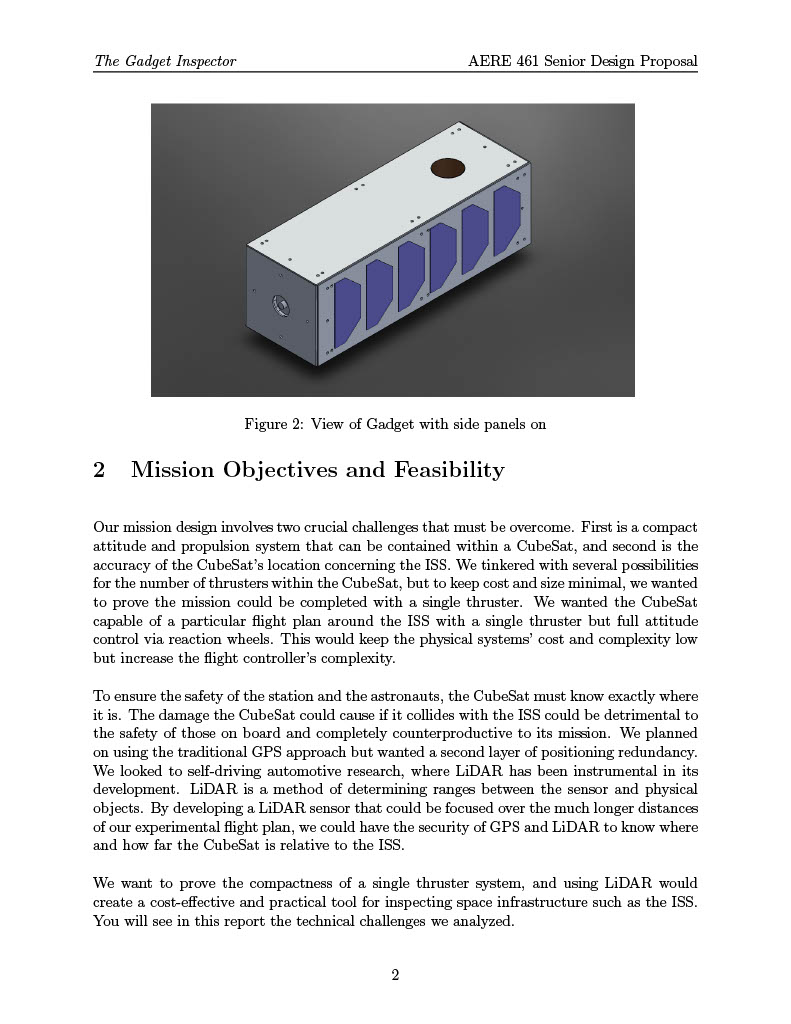 The Gadget Inspector
AERE 461 Senior Design Proposal
Figure 2: View of Gadget with side panels on
2 Mission Objectives and Feasibility
Our mission design involves two crucial challenges that must be overcome. First is a compact
attitude and propulsion system that can be contained within a CubeSat, and second is the
accuracy of the CubeSat's location concerning the ISS. We tinkered with several possibilities
for the number of thrusters within the CubeSat, but to keep cost and size minimal, we wanted
to prove the mission could be completed with a single thruster. We wanted the CubeSat
capable of a particular flight plan around the ISS with a single thruster but full attitude
control via reaction wheels. This would keep the physical systems' cost and complexity low
but increase the flight controller's complexity.
To ensure the safety of the station and the astronauts, the CubeSat must know exactly where
it is. The damage the CubeSat could cause if it collides with the ISS could be detrimental to
the safety of those on board and completely counterproductive to its mission. We planned
on using the traditional GPS approach but wanted a second layer of positioning redundancy.
We looked to self-driving automotive research, where LiDAR has been instrumental in its
development. LiDAR is a method of determining ranges between the sensor and physical
objects. By developing a LiDAR sensor that could be focused over the much longer distances
of our experimental flight plan, we could have the security of GPS and LiDAR to know where
and how far the CubeSat is relative to the ISS.
We want to prove the compactness of a single thruster system, and using LiDAR would
create a cost-effective and practical tool for inspecting space infrastructure such as the ISS.
You will see in this report the technical challenges we analyzed.
2